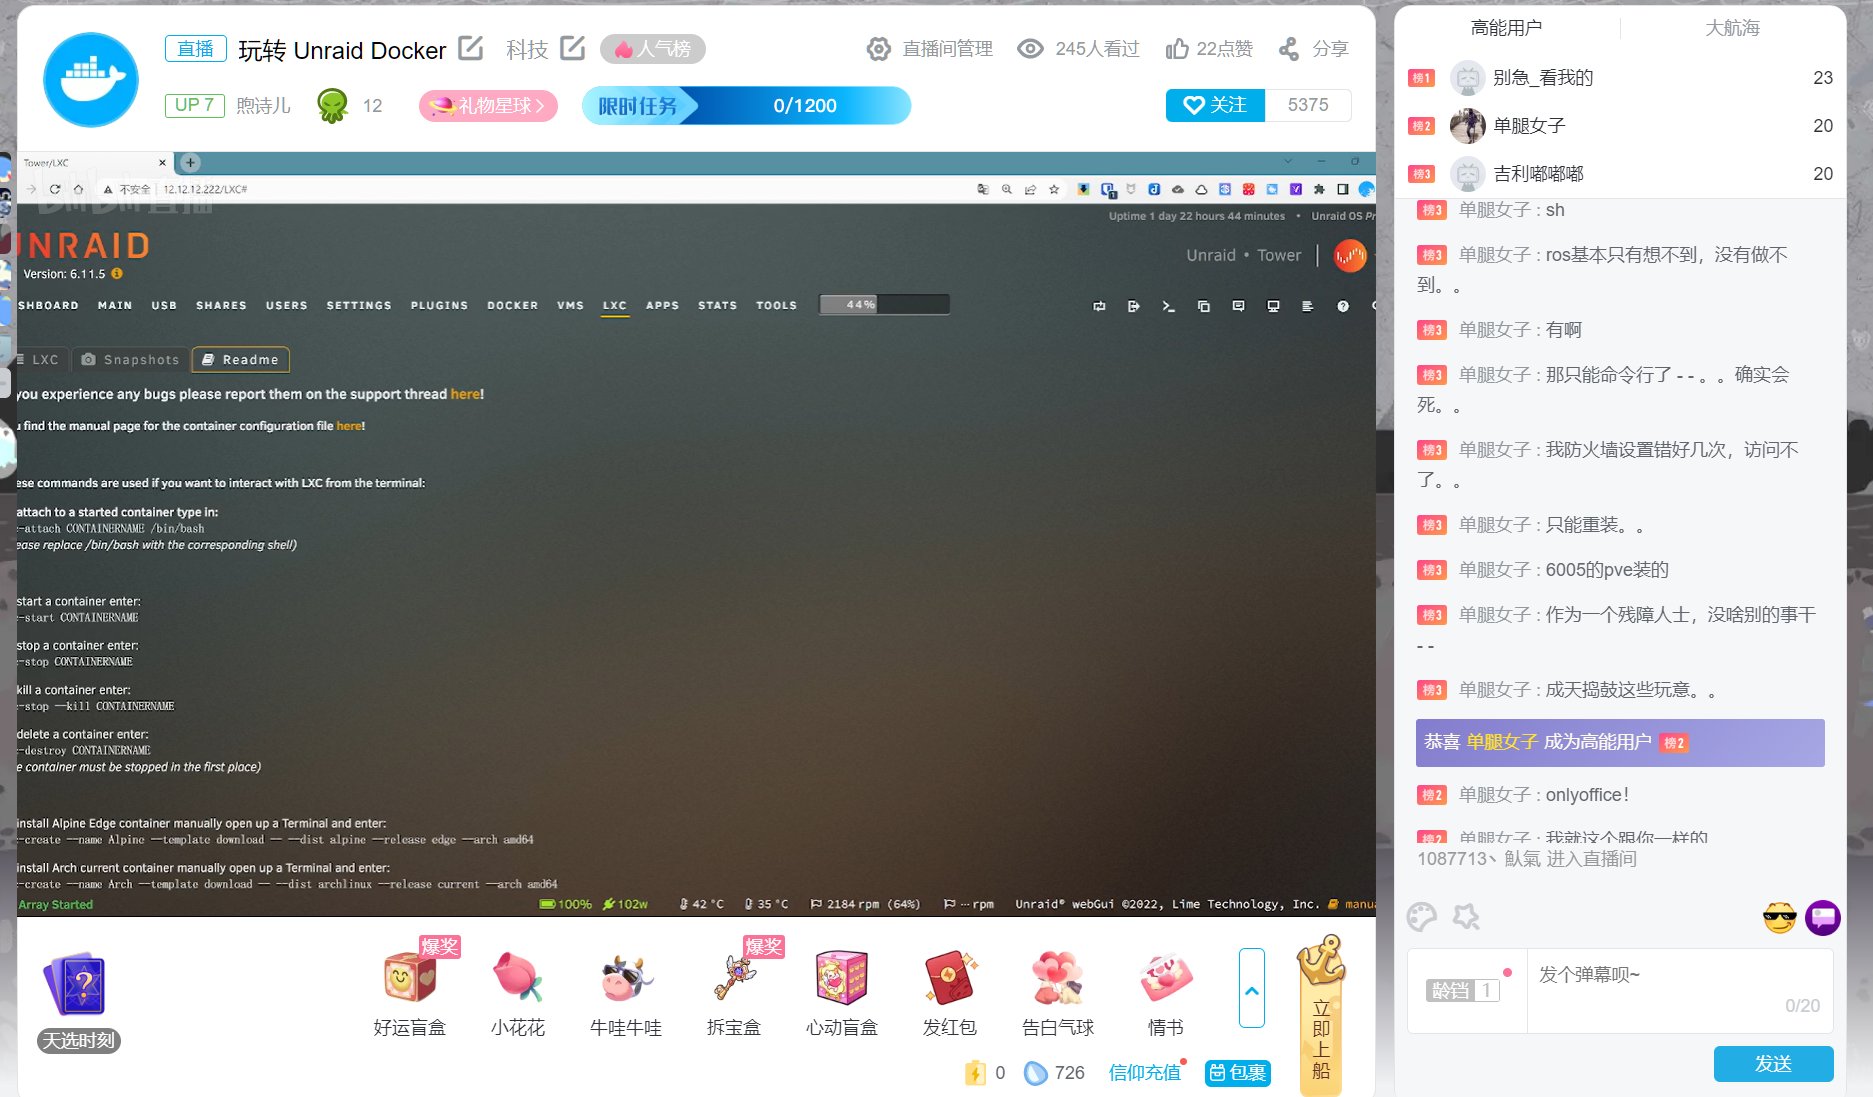 直播 玩转 Unraid Docker 科技 人气榜
直播间管理 245人看过 22点赞 分享
UP 7 煦诗儿 12 礼物星球 限时任务 0/1200
关注 5375
Tower/LXC
不安全 12.12.12.222/LXC#
Uptime 1 day 22 hours 44 minutes • Unraid OS Pr
NRAID
Version: 6.11.5
Unraid • Tower
SHBOARD MAIN USB SHARES USERS SETTINGS PLUGINS DOCKER VMS LXC APPS STATS TOOLS 44%
LXC Snapshots Readme
you experience any bugs please report them on the support thread here!
u find the manual page for the container configuration file here!
ese commands are used if you want to interact with LXC from the terminal:
attach to a started container type in:
-attach CONTAINERNAME /bin/bash
ease replace /bin/bash with the corresponding shell)
start a container enter:
-start CONTAINERNAME
stop a container enter:
-stop CONTAINERNAME
kill a container enter:
-stop --kill CONTAINERNAME
delete a container enter:
-destroy CONTAINERNAME
e container must be stopped in the first place)
install Alpine Edge container manually open up a Terminal and enter:
-create --name Alpine --template download -- --dist alpine --release edge --arch amd64
install Arch current container manually open up a Terminal and enter:
-create --name Arch --template download -- --dist archlinux --release current --arch amd64
Array Started 100% 102w 42 °C 35 °C 2184 rpm (64%) -- rpm Unraid® webGui ©2022, Lime Technology, Inc. manu
爆奖 爆奖
天选时刻
好运盲盒 小花花 牛哇牛哇 拆宝盒 心动盲盒 发红包 告白气球 情书
立即上船
0 726 信仰充值 包裹
高能用户 大航海
榜1 别急_看我的 23
榜2 单腿女子 20
榜3 吉利嘟嘟嘟 20
榜3 单腿女子 : sh
榜3 单腿女子 : ros基本只有想不到，没有做不
到。。
榜3 单腿女子 : 有啊
榜3 单腿女子 : 那只能命令行了 - - 。。确实会
死。。
榜3 单腿女子 : 我防火墙设置错好几次，访问不
了。。
榜3 单腿女子 : 只能重装。。
榜3 单腿女子 : 6005的pve装的
榜3 单腿女子 : 作为一个残障人士，没啥别的事干
- -
榜3 单腿女子 : 成天捣鼓这些玩意。。
恭喜 单腿女子 成为高能用户 榜2
榜2 单腿女子 : onlyoffice！
榜2 单腿女子 : 我就这个跟你一样的
进入直播间
龄铛 1
发个弹幕呗~
0/20
发送